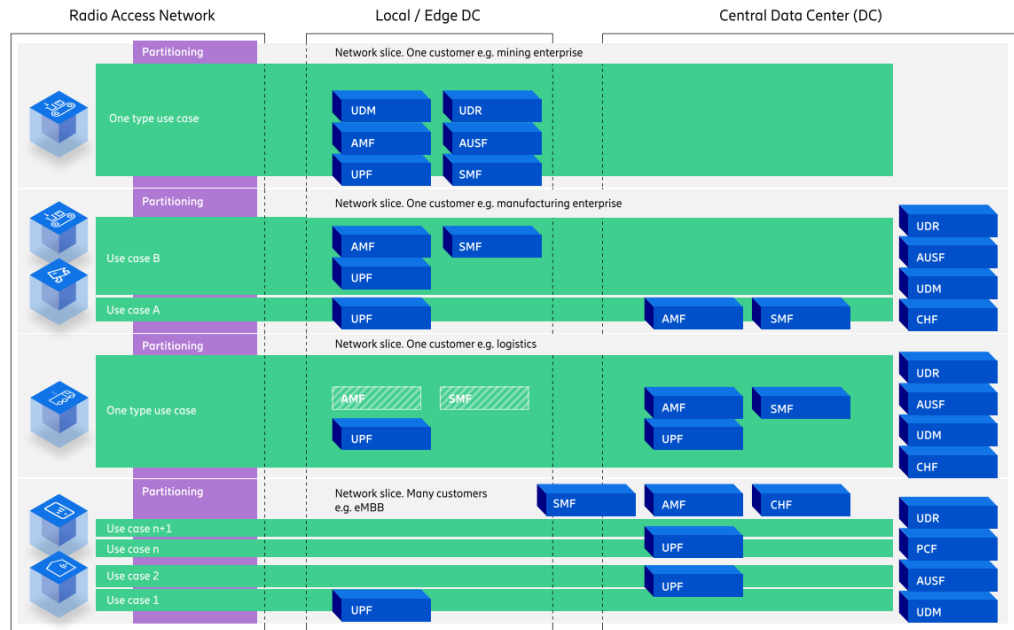 Radio Access Network
Local / Edge DC
Central Data Center (DC)
Partitioning
Network slice. One customer e.g. mining enterprise
One type use case
UDM
UDR
AMF
AUSF
UPF
SMF
Partitioning
Network slice. One customer e.g. manufacturing enterprise
Use case B
AMF
SMF
UPF
Use case A
UPF
AMF
SMF
UDR
AUSF
UDM
CHF
Partitioning
Network slice. One customer e.g. logistics
One type use case
AMF
SMF
UPF
AMF
SMF
UPF
UDR
AUSF
UDM
CHF
Partitioning
Network slice. Many customers
e.g. eMBB
SMF
AMF
CHF
Use case n+1
Use case n
UPF
Use case 2
UPF
Use case 1
UPF
UDR
PCF
AUSF
UDM